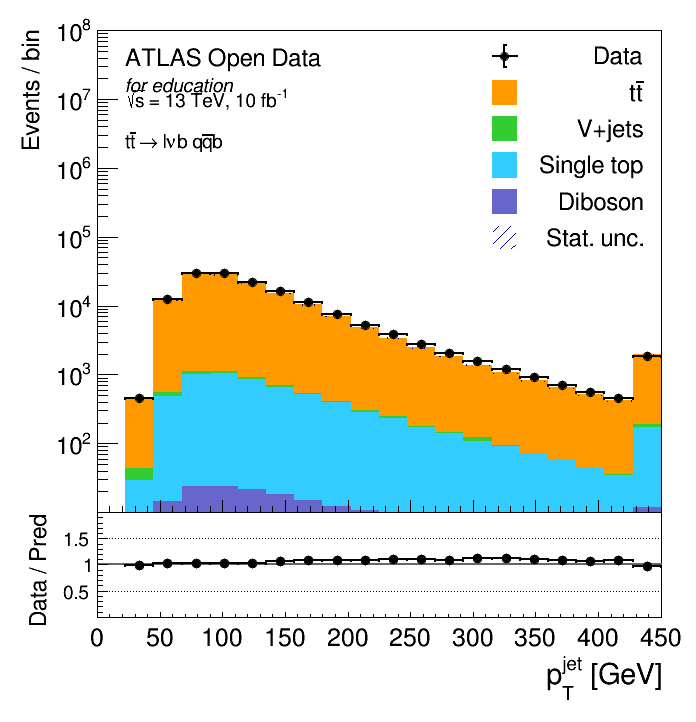 Events / bin
10⁸
10⁷
10⁶
10⁵
10⁴
10³
10²
ATLAS Open Data
for education
√s = 13 TeV, 10 fb⁻¹
tt̅ → lνb qq̅b
Data
tt̅
V+jets
Single top
Diboson
Stat. unc.
Data / Pred
1.5
1
0.5
0 50 100 150 200 250 300 350 400 450
p_T^jet [GeV]